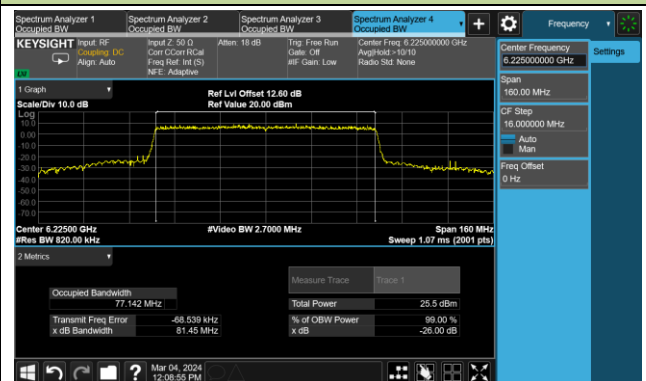 Spectrum Analyzer 1 Occupied BW
Spectrum Analyzer 2 Occupied BW
Spectrum Analyzer 3 Occupied BW
Spectrum Analyzer 4 Occupied BW
+
Frequency
KEYSIGHT
Input: RF
Coupling: DC
Align: Auto
Input Z: 50 Ω
Corr CCorr RCal
Freq Ref: Int (S)
NFE: Adaptive
Atten: 18 dB
Trig: Free Run
Gate: Off
#IF Gain: Low
Center Freq: 6.225000000 GHz
Avg|Hold:>10/10
Radio Std: None
Center Frequency
6.225000000 GHz
Settings
Span
160.00 MHz
CF Step
16.000000 MHz
Auto
Man
Freq Offset
0 Hz
1 Graph
Scale/Div 10.0 dB
Ref Lvl Offset 12.60 dB
Ref Value 20.00 dBm
Log
10.0
0.00
-10.0
-20.0
-30.0
-40.0
-50.0
-60.0
-70.0
Center 6.22500 GHz
#Res BW 820.00 kHz
#Video BW 2.7000 MHz
Span 160 MHz
Sweep 1.07 ms (2001 pts)
2 Metrics
Measure Trace
Trace 1
Occupied Bandwidth
77.142 MHz
Total Power
25.5 dBm
Transmit Freq Error
-68.539 kHz
% of OBW Power
99.00 %
x dB Bandwidth
81.45 MHz
x dB
-26.00 dB
?
Mar 04, 2024
12:08:55 PM